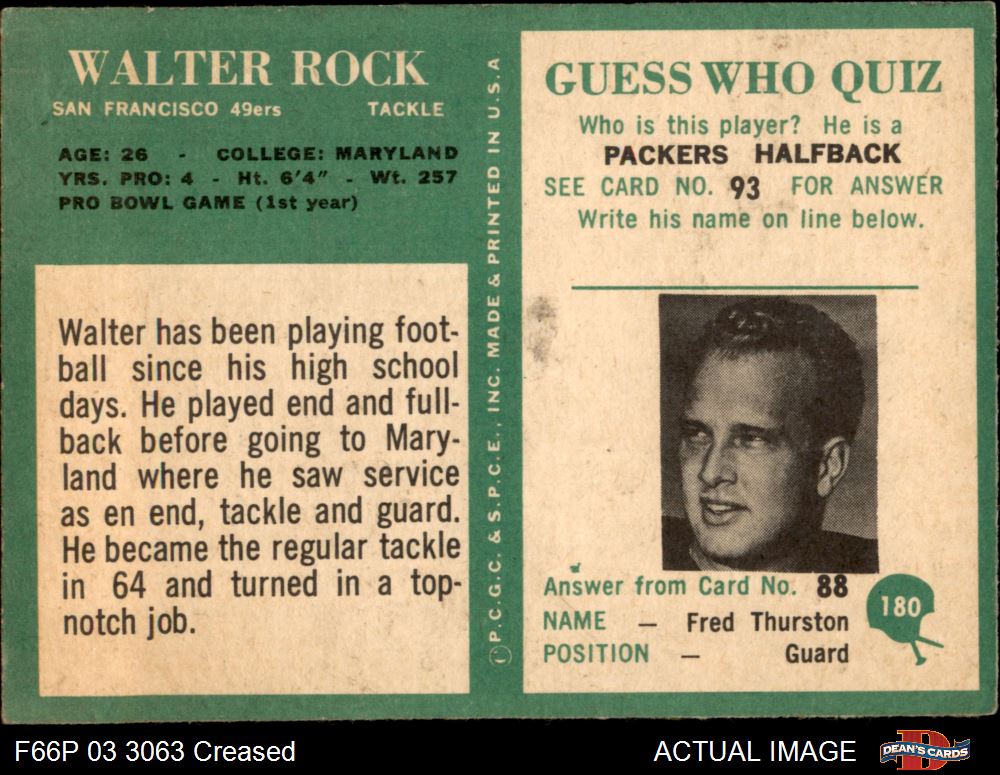 WALTER ROCK
SAN FRANCISCO 49ers TACKLE
AGE: 26 - COLLEGE: MARYLAND
YRS. PRO: 4 - Ht. 6'4" - Wt. 257
PRO BOWL GAME (1st year)
Walter has been playing foot-
ball since his high school
days. He played end and full-
back before going to Mary-
land where he saw service
as en end, tackle and guard.
He became the regular tackle
in 64 and turned in a top-
notch job.
© P.C.G.C. & S.P.C.E., INC. MADE & PRINTED IN U.S.A
GUESS WHO QUIZ
Who is this player? He is a
PACKERS HALFBACK
SEE CARD NO. 93 FOR ANSWER
Write his name on line below.
Answer from Card No. 88
NAME — Fred Thurston
POSITION — Guard
180
F66P 03 3063 Creased
ACTUAL IMAGE
D
DEAN'S CARDS